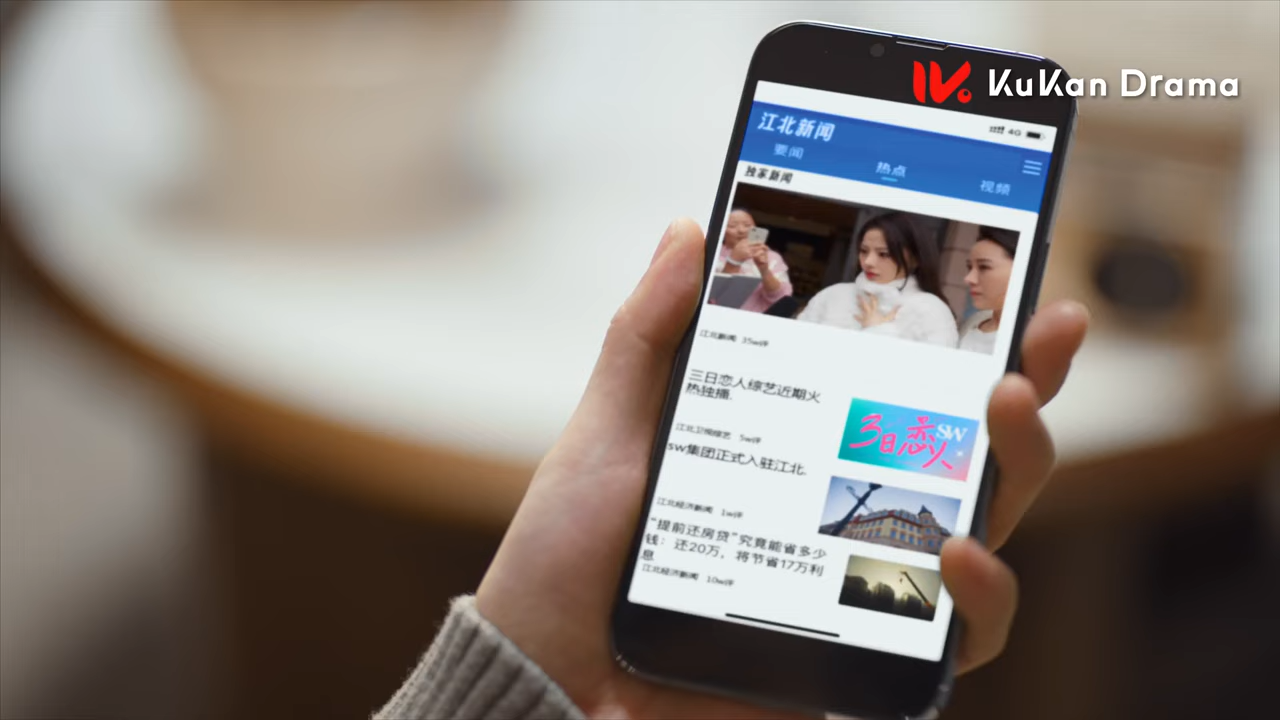 KuKan Drama
4G
江北新闻
要闻
热点
视频
独家新闻
江北新闻 35w评
三日恋人综艺近期火
热独播.
3日恋人
SW
江北卫视综艺 5w评
sw集团正式入驻江北.
江北经济新闻 1w评
“提前还房贷”究竟能省多少
钱：还20万，将节省17万利
息
江北经济新闻 10w评